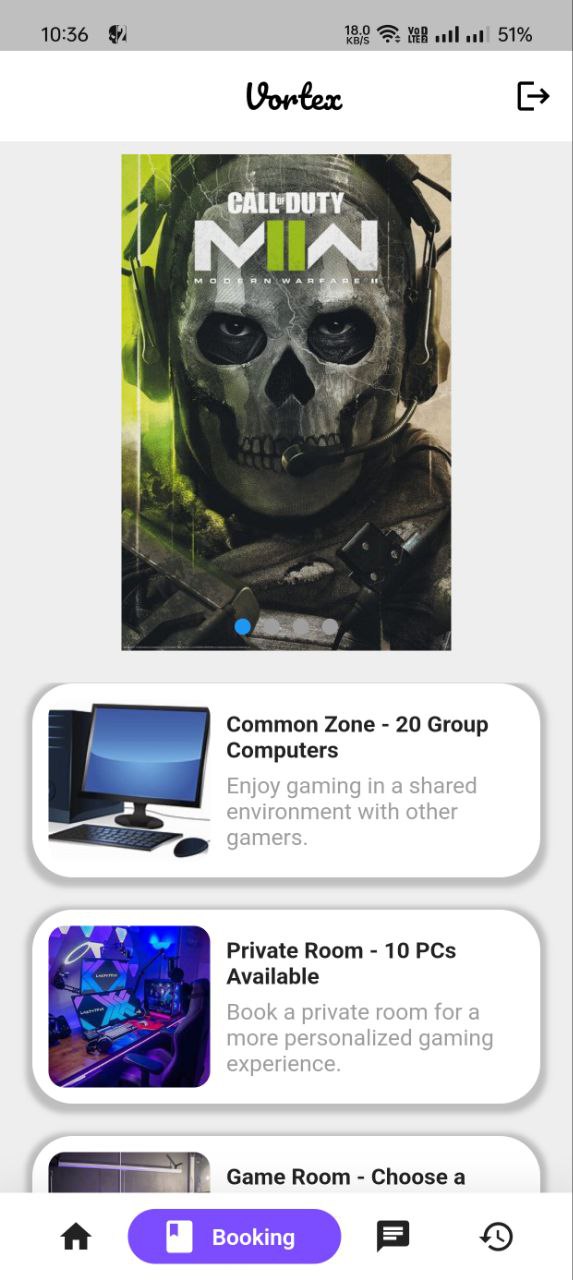 10:36
18.0
KB/S
VoD
LTE2
51%
Vortex
CALL OF DUTY
MIIW
MODERN WARFARE II
Common Zone - 20 Group
Computers
Enjoy gaming in a shared
environment with other
gamers.
Private Room - 10 PCs
Available
Book a private room for a
more personalized gaming
experience.
Game Room - Choose a
Booking